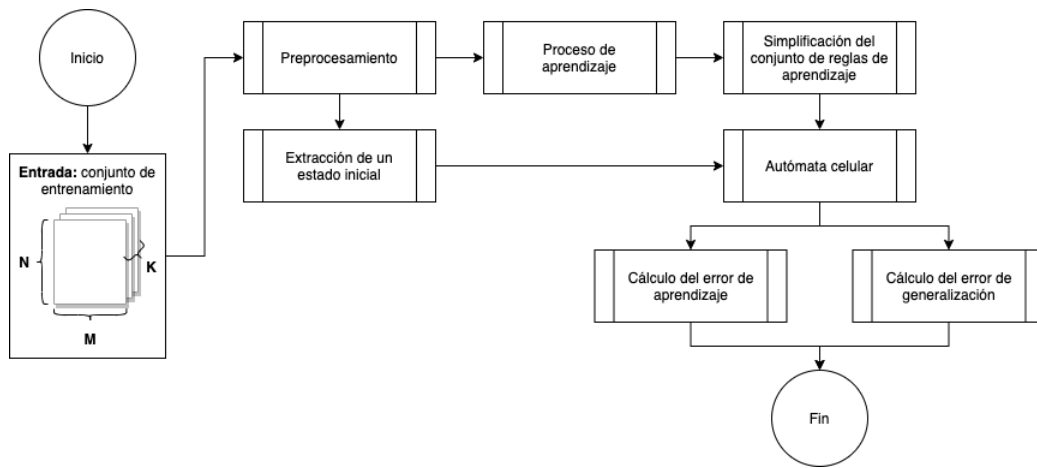 Inicio
Entrada: conjunto de
entrenamiento
N
K
M
Preprocesamiento
Proceso de
aprendizaje
Simplificación del
conjunto de reglas de
aprendizaje
Extracción de un
estado inicial
Autómata celular
Cálculo del error de
aprendizaje
Cálculo del error de
generalización
Fin